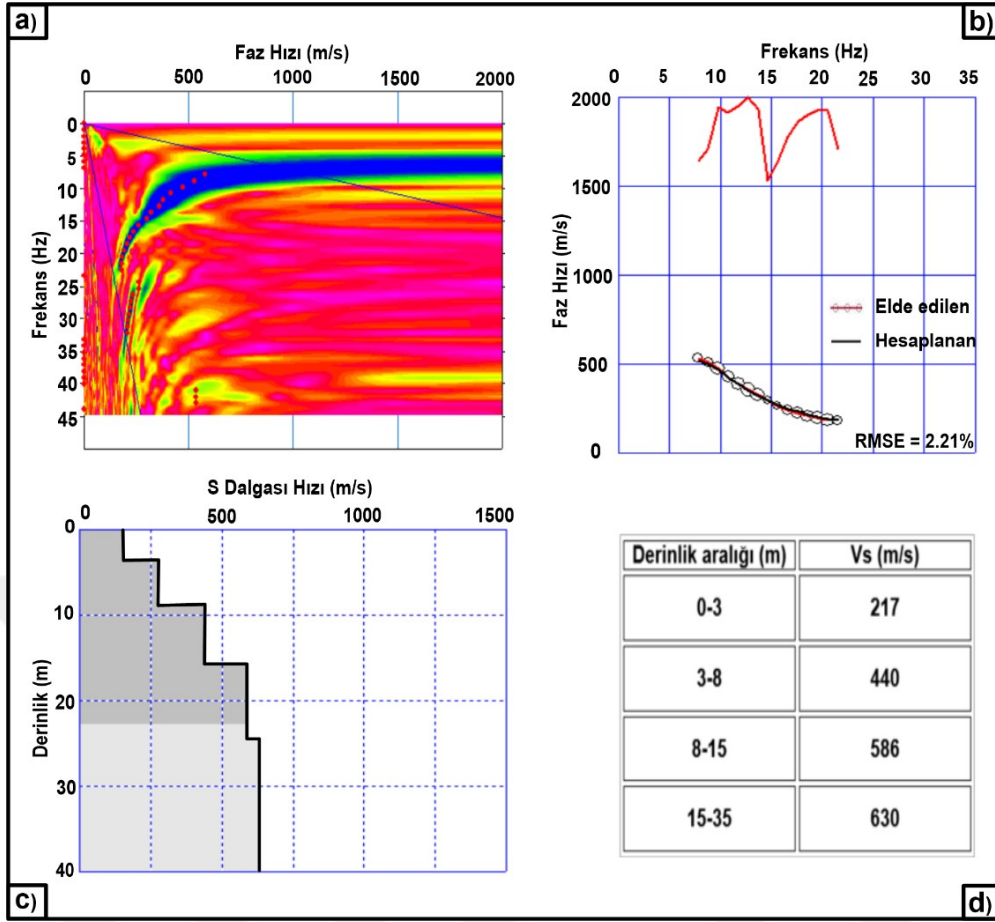 a)
b)
Faz Hızı (m/s)
0 500 1000 2000
Frekans (Hz)
0
5
10
15
20
25
30
35
40
45
Frekans (Hz)
0 5 10 15 20 25 30 35
Faz Hızı (m/s)
2000
1500
1000
500
0
Elde edilen
Hesaplanan
RMSE = 2.21%
S Dalgası Hızı (m/s)
0 500 1000 1500
Derinlik (m)
0
10
20
30
40
Derinlik aralığı (m) Vs (m/s)
0-3 217
3-8 440
8-15 586
15-35 630
c)
d)